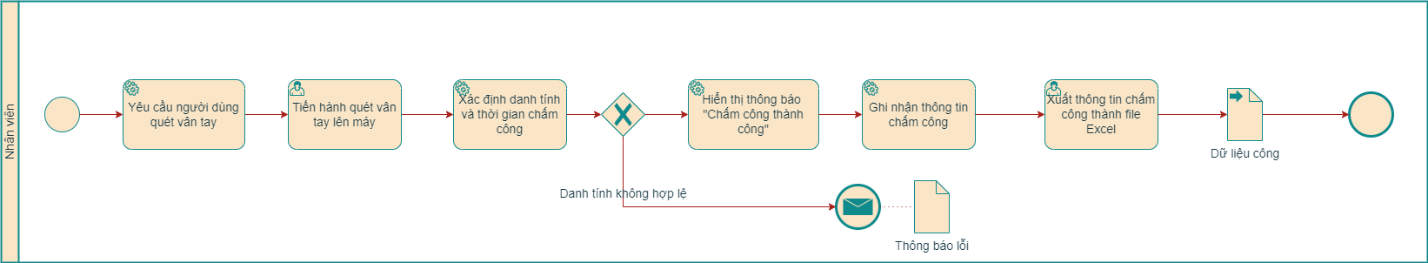 Nhân viên
Yêu cầu người dùng
quét vân tay
Tiến hành quét vân
tay lên máy
Xác định danh tính
và thời gian chấm
công
Hiển thị thông báo
"Chấm công thành
công"
Ghi nhận thông tin
chấm công
Xuất thông tin chấm
công thành file
Excel
Dữ liệu công
Danh tính không hợp lệ
Thông báo lỗi